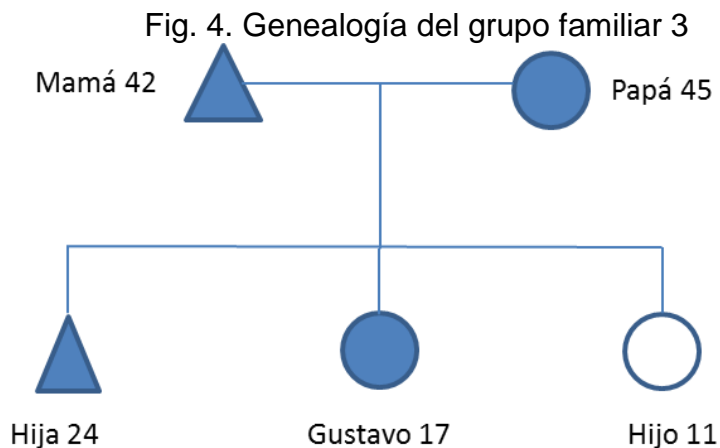 Fig. 4. Genealogía del grupo familiar 3
Mamá 42
Papá 45
Hija 24
Gustavo 17
Hijo 11